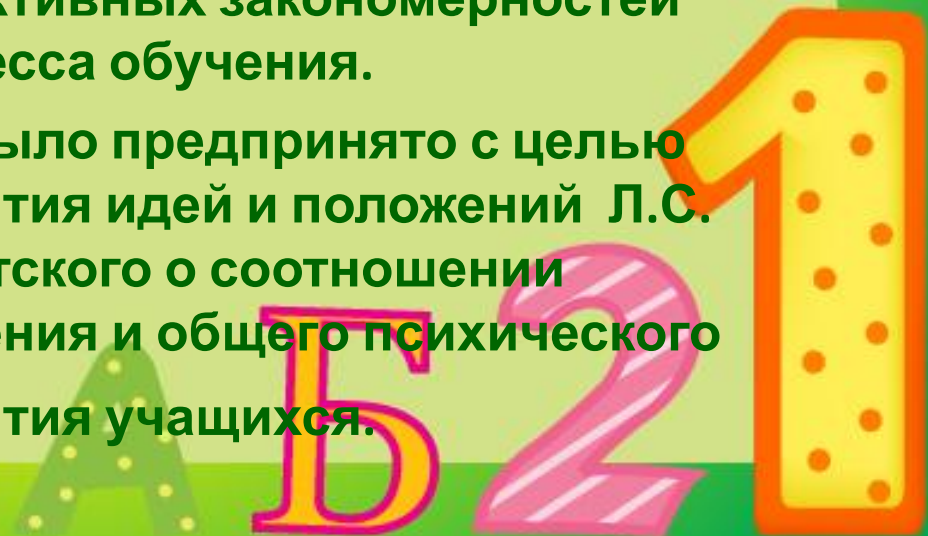 ктивных закономерностей
есса обучения.
ыло предпринято с целью
тия идей и положений Л.С.
тского о соотношении
ения и общего психического
тия учащихся.
А Б 2 1